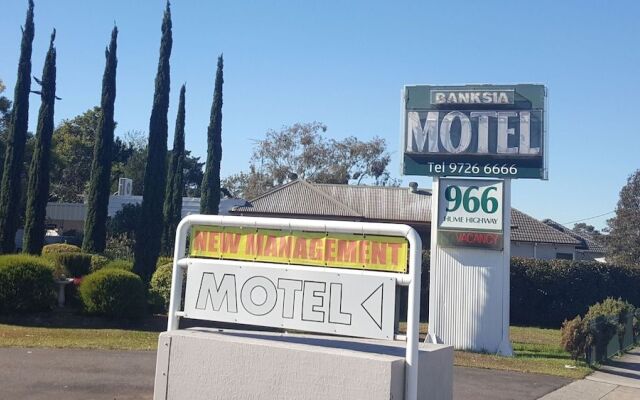 BANKSIA
MOTEL
Tel 9726 6666
966
HUME HIGHWAY
VACANCY
NEW MANAGEMENT
MOTEL